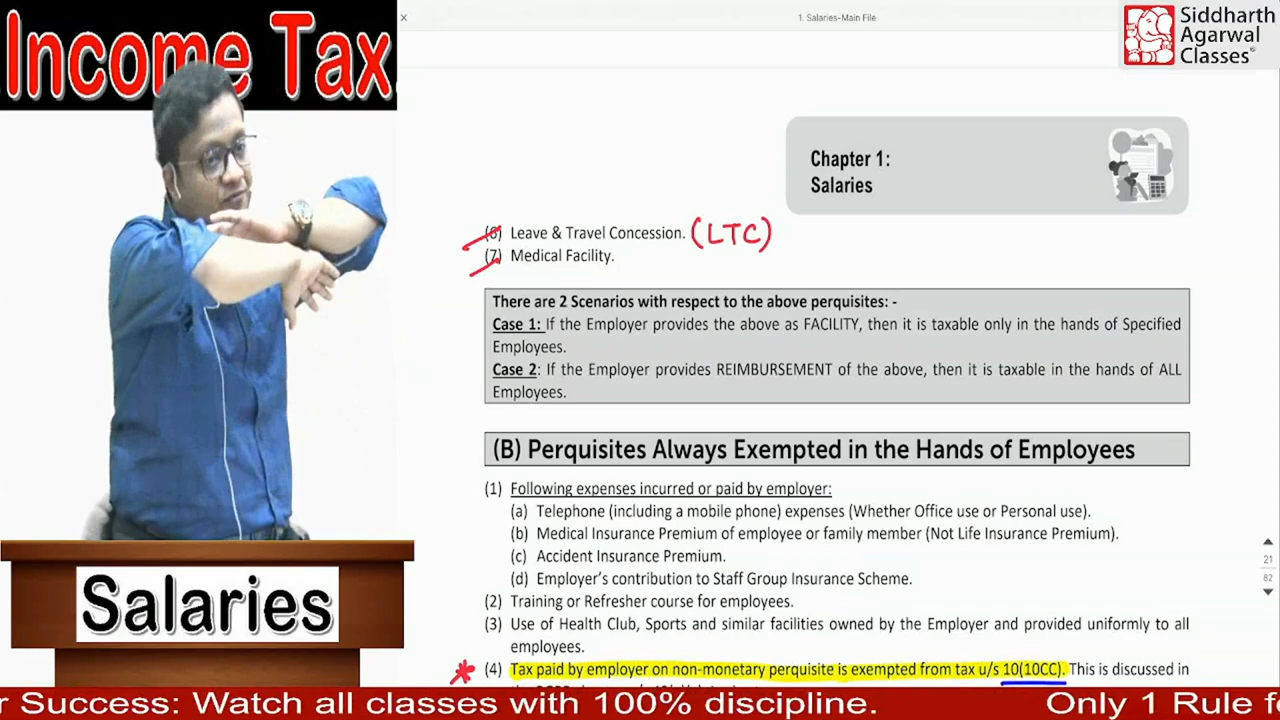 Income Tax
1. Salaries-Main File
Siddharth
Agarwal
Classes®
Chapter 1:
Salaries
(6) Leave & Travel Concession. (LTC)
(7) Medical Facility.
There are 2 Scenarios with respect to the above perquisites: -
Case 1: If the Employer provides the above as FACILITY, then it is taxable only in the hands of Specified
Employees.
Case 2: If the Employer provides REIMBURSEMENT of the above, then it is taxable in the hands of ALL
Employees.
(B) Perquisites Always Exempted in the Hands of Employees
(1) Following expenses incurred or paid by employer:
(a) Telephone (including a mobile phone) expenses (Whether Office use or Personal use).
(b) Medical Insurance Premium of employee or family member (Not Life Insurance Premium).
(c) Accident Insurance Premium.
(d) Employer's contribution to Staff Group Insurance Scheme.
(2) Training or Refresher course for employees.
(3) Use of Health Club, Sports and similar facilities owned by the Employer and provided uniformly to all
employees.
(4) Tax paid by employer on non-monetary perquisite is exempted from tax u/s 10(10CC). This is discussed in
21
82
Salaries
r Success: Watch all classes with 100% discipline. Only 1 Rule f